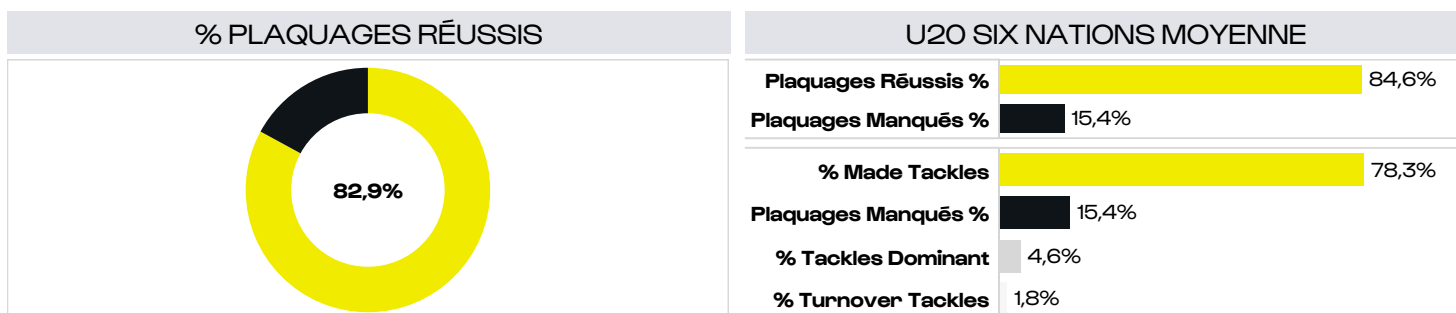 % PLAQUAGES RÉUSSIS
82,9%
U20 SIX NATIONS MOYENNE
Plaquages Réussis % 84,6%
Plaquages Manqués % 15,4%
% Made Tackles 78,3%
Plaquages Manqués % 15,4%
% Tackles Dominant 4,6%
% Turnover Tackles 1,8%